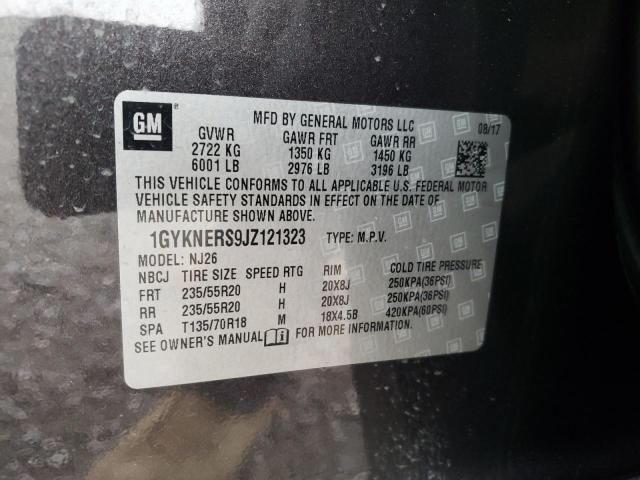 GM
MFD BY GENERAL MOTORS LLC 08/17
GVWR GAWR FRT GAWR RR
2722 KG 1350 KG 1450 KG
6001 LB 2976 LB 3196 LB
THIS VEHICLE CONFORMS TO ALL APPLICABLE U.S. FEDERAL MOTOR
VEHICLE SAFETY STANDARDS IN EFFECT ON THE DATE OF
MANUFACTURE SHOWN ABOVE.
1GYKNERS9JZ121323 TYPE: M.P.V.
MODEL: NJ26
NBCJ TIRE SIZE SPEED RTG RIM COLD TIRE PRESSURE
FRT 235/55R20 H 20X8J 250KPA(36PSI)
RR 235/55R20 H 20X8J 250KPA(36PSI)
SPA T135/70R18 M 18X4.5B 420KPA(60PSI)
SEE OWNER'S MANUAL FOR MORE INFORMATION.